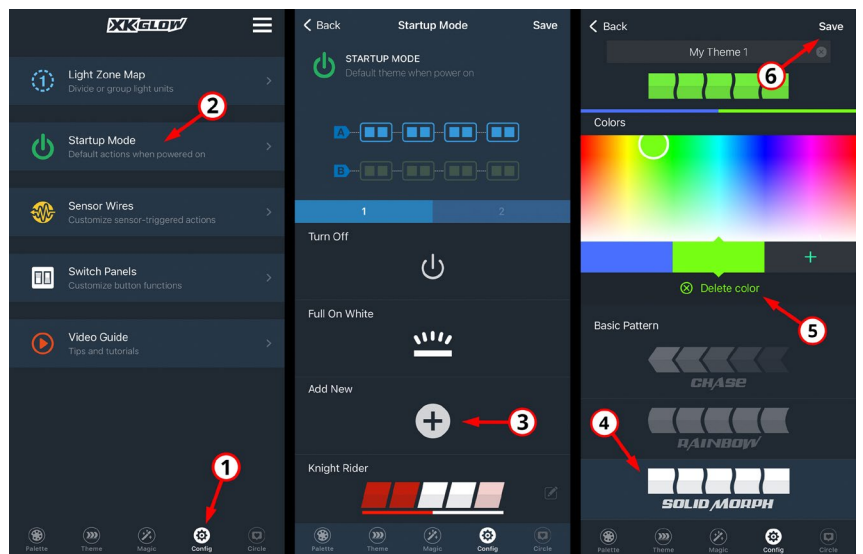 XKGLOW
1
Light Zone Map
Divide or group light units
2
Startup Mode
Default actions when powered on
Sensor Wires
Customize sensor-triggered actions
Switch Panels
Customize button functions
Video Guide
Tips and tutorials
1
Palette Theme Magic Config Circle
Back Startup Mode Save
STARTUP MODE
Default theme when power on
A
B
1 2
Turn Off
Full On White
Add New
3
Knight Rider
Palette Theme Magic Config Circle
Back Save
My Theme 1
6
Colors
+
Delete color
5
Basic Pattern
CHASE
4
RAINBOW
SOLID MORPH
Palette Theme Magic Config Circle